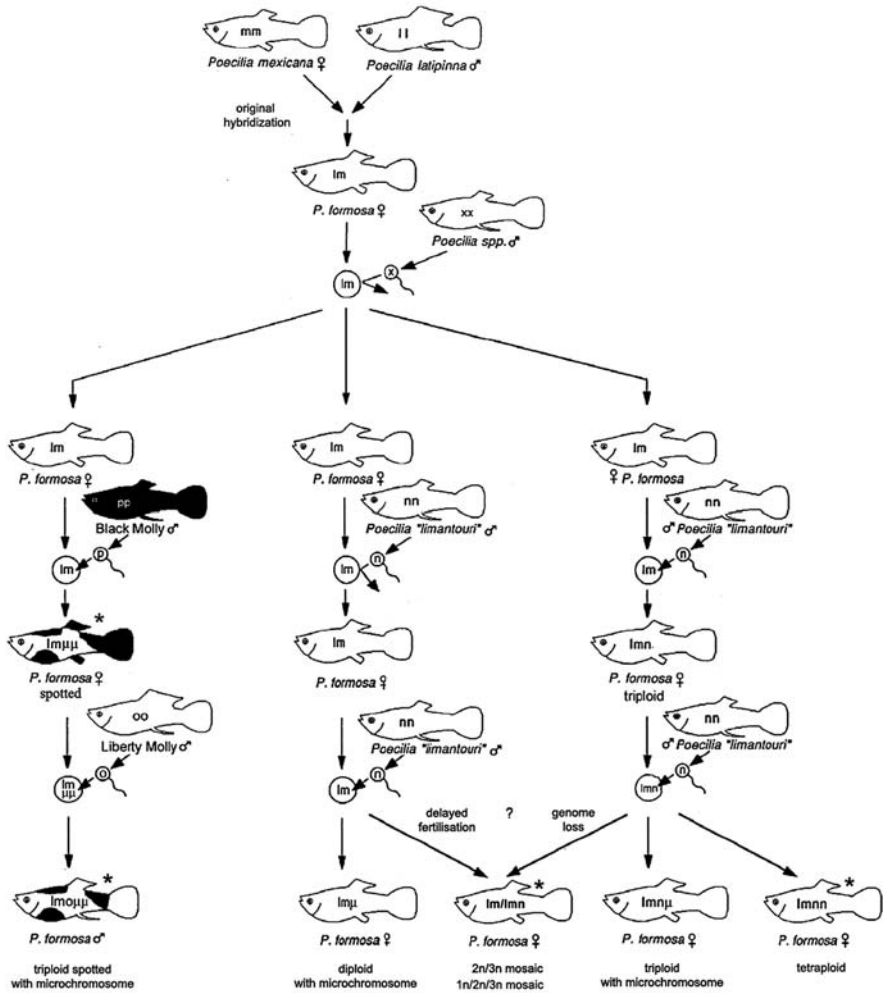 mm
ll
Poecilia mexicana ♀
Poecilia latipinna ♂
original
hybridization
lm
P. formosa ♀
xx
Poecilia spp. ♂
lm
x
lm
P. formosa ♀
pp
Black Molly ♂
lm
p
*
lmμμ
P. formosa ♀
spotted
oo
Liberty Molly ♂
lm
μμ
o
*
lmoμμ
P. formosa ♂
triploid spotted
with microchromosome
lm
P. formosa ♀
nn
Poecilia "limantouri" ♂
lm
n
lm
P. formosa ♀
nn
Poecilia "limantouri" ♂
lm
n
delayed
fertilisation
?
genome
loss
lmμ
P. formosa ♀
diploid
with microchromosome
*
lm/lmn
P. formosa ♀
2n/3n mosaic
1n/2n/3n mosaic
lm
♀ P. formosa
nn
♂ Poecilia "limantouri"
lm
n
lmn
P. formosa ♀
triploid
nn
♂ Poecilia "limantouri"
lmn
n
lmnμ
P. formosa ♀
triploid
with microchromosome
*
lmnn
P. formosa ♀
tetraploid